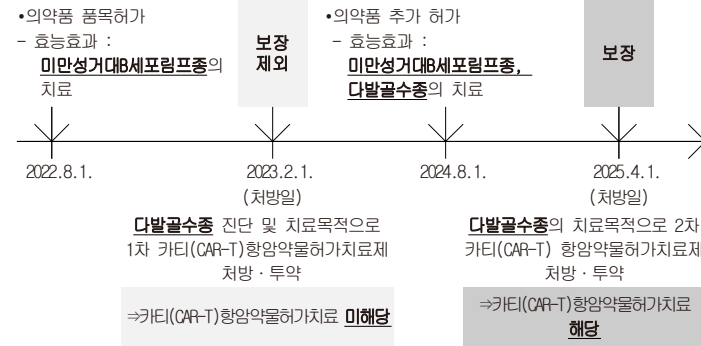 •의약품 품목허가
- 효능효과 :
미만성거대B세포림프종의
치료
보장
제외
•의약품 추가 허가
- 효능효과 :
미만성거대B세포림프종,
다발골수종의 치료
보장
2022.8.1.
2023.2.1.
(처방일)
2024.8.1.
2025.4.1.
(처방일)
다발골수종 진단 및 치료목적으로
1차 카티(CAR-T)항암약물허가치료제
처방·투약
⇒카티(CAR-T)항암약물허가치료 미해당
다발골수종의 치료목적으로 2차
카티(CAR-T) 항암약물허가치료제
처방·투약
⇒카티(CAR-T)항암약물허가치료
해당